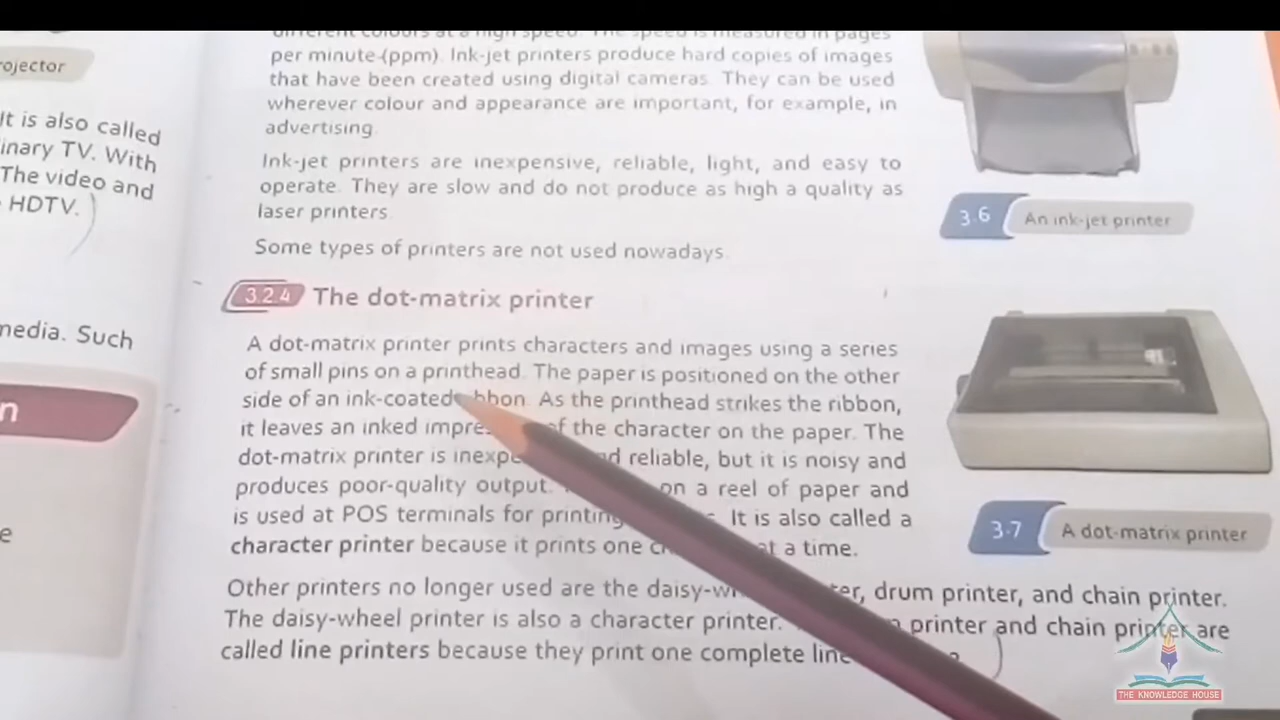 rojector
It is also called
inary TV. With
The video and
HDTV.
media. Such
n
e
different colours at a high speed. The speed is measured in pages
per minute (ppm). Ink-jet printers produce hard copies of images
that have been created using digital cameras. They can be used
wherever colour and appearance are important, for example, in
advertising.
Ink-jet printers are inexpensive, reliable, light, and easy to
operate. They are slow and do not produce as high a quality as
laser printers.
Some types of printers are not used nowadays.
3.6 An ink-jet printer
3.2.4 The dot-matrix printer
A dot-matrix printer prints characters and images using a series
of small pins on a printhead. The paper is positioned on the other
side of an ink-coated bbon. As the printhead strikes the ribbon,
it leaves an inked impre of the character on the paper. The
dot-matrix printer is inexpe d reliable, but it is noisy and
produces poor-quality output. on a reel of paper and
is used at POS terminals for printing It is also called a
character printer because it prints one c at a time.
3.7 A dot-matrix printer
Other printers no longer used are the daisy-w ter, drum printer, and chain printer.
The daisy-wheel printer is also a character printer. printer and chain printer are
called line printers because they print one complete line
THE KNOWLEDGE HOUSE